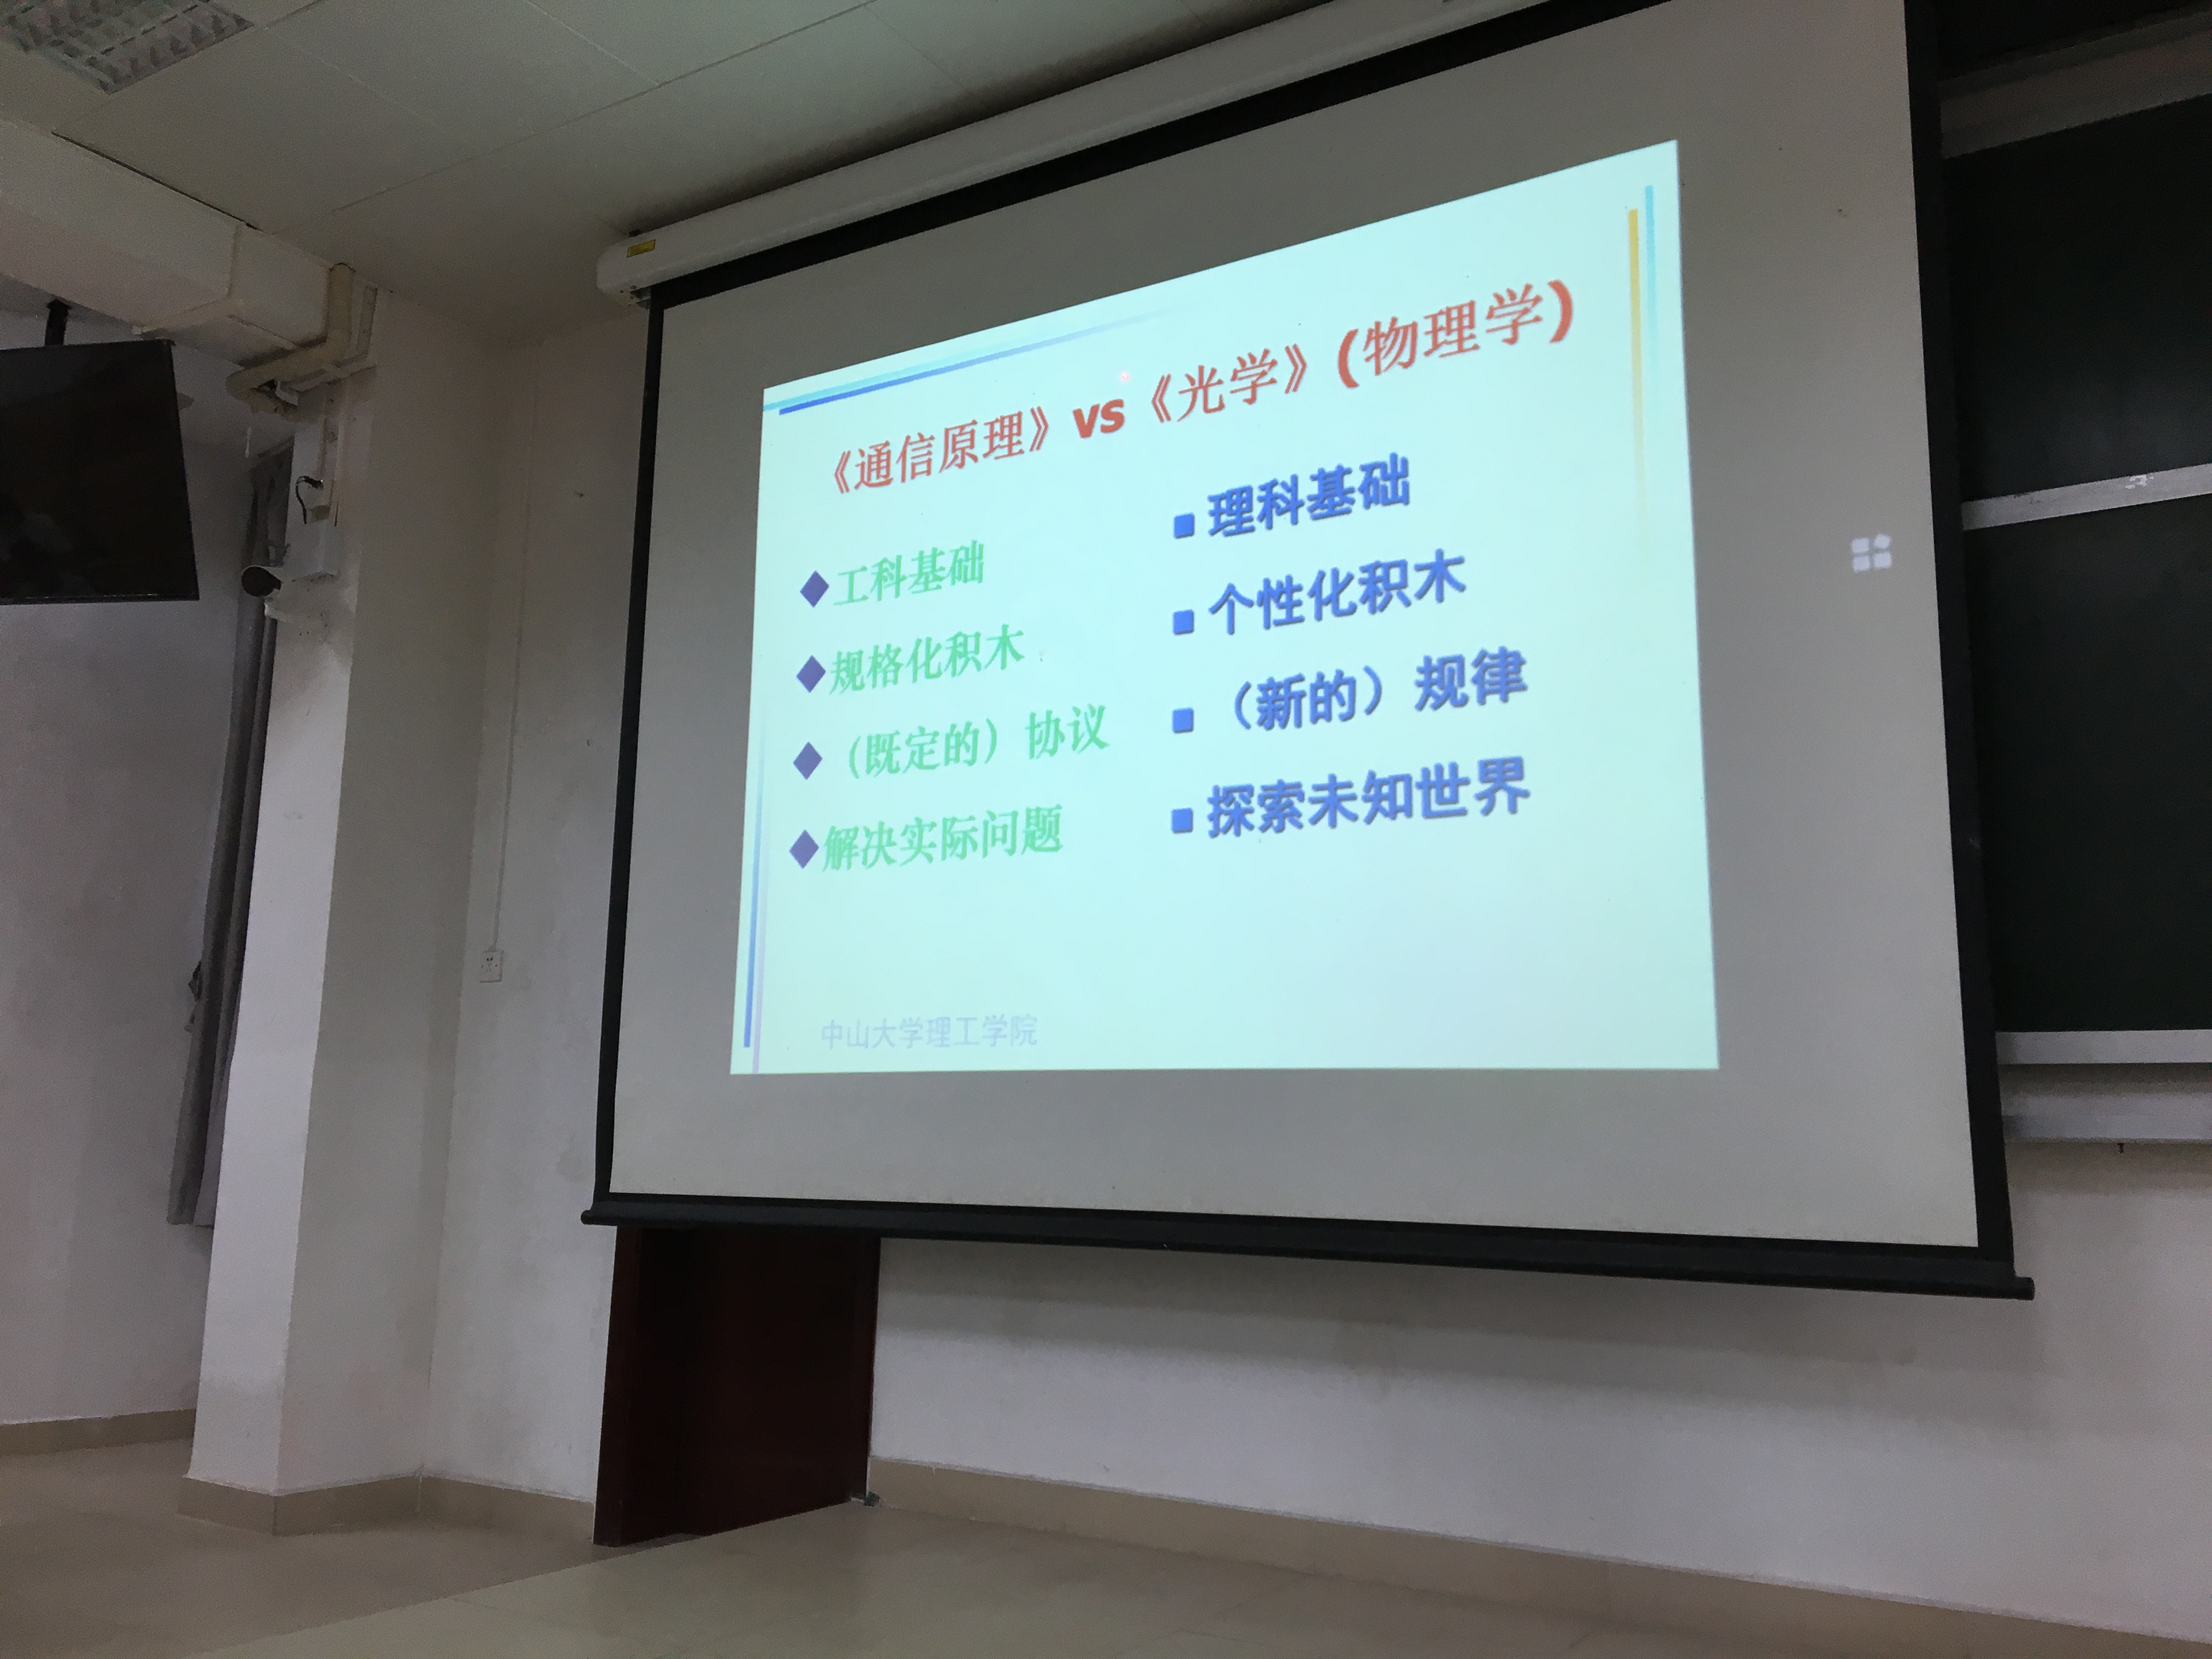 《通信原理》vs《光学》(物理学)
工科基础
规格化积木
（既定的）协议
解决实际问题
理科基础
个性化积木
（新的）规律
探索未知世界
中山大学理工学院